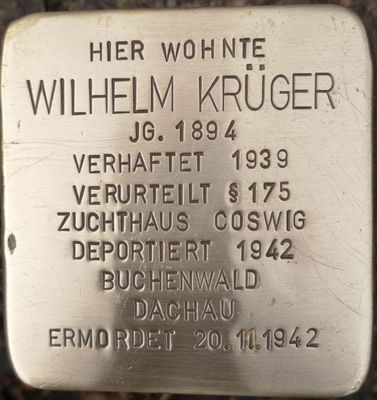 HIER WOHNTE
WILHELM KRÜGER
JG. 1894
VERHAFTET 1939
VERURTEILT § 175
ZUCHTHAUS COSWIG
DEPORTIERT 1942
BUCHENWALD
DACHAU
ERMORDET 20.11.1942